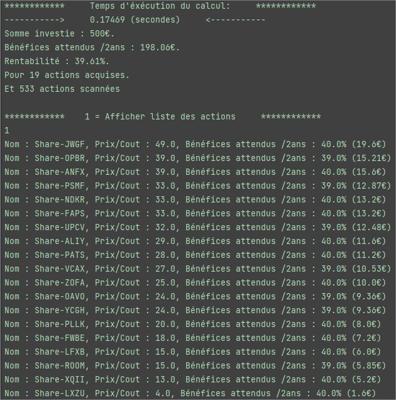 ************     Temps d'éxécution du calcul:     ************
----------->     0.17469 (secondes)     <-----------
Somme investie : 500€.
Bénéfices attendus /2ans : 198.06€.
Rentabilité : 39.61%.
Pour 19 actions acquises.
Et 533 actions scannées
************    1 = Afficher liste des actions     ************
1
Nom : Share-JWGF, Prix/Cout : 49.0, Bénéfices attendus /2ans : 40.0% (19.6€)
Nom : Share-OPBR, Prix/Cout : 39.0, Bénéfices attendus /2ans : 39.0% (15.21€)
Nom : Share-ANFX, Prix/Cout : 39.0, Bénéfices attendus /2ans : 40.0% (15.6€)
Nom : Share-PSMF, Prix/Cout : 33.0, Bénéfices attendus /2ans : 39.0% (12.87€)
Nom : Share-NDKR, Prix/Cout : 33.0, Bénéfices attendus /2ans : 40.0% (13.2€)
Nom : Share-FAPS, Prix/Cout : 33.0, Bénéfices attendus /2ans : 40.0% (13.2€)
Nom : Share-UPCV, Prix/Cout : 32.0, Bénéfices attendus /2ans : 39.0% (12.48€)
Nom : Share-ALIY, Prix/Cout : 29.0, Bénéfices attendus /2ans : 40.0% (11.6€)
Nom : Share-PATS, Prix/Cout : 28.0, Bénéfices attendus /2ans : 40.0% (11.2€)
Nom : Share-VCAX, Prix/Cout : 27.0, Bénéfices attendus /2ans : 39.0% (10.53€)
Nom : Share-ZOFA, Prix/Cout : 25.0, Bénéfices attendus /2ans : 40.0% (10.0€)
Nom : Share-OAVO, Prix/Cout : 24.0, Bénéfices attendus /2ans : 39.0% (9.36€)
Nom : Share-YCGH, Prix/Cout : 24.0, Bénéfices attendus /2ans : 39.0% (9.36€)
Nom : Share-PLLK, Prix/Cout : 20.0, Bénéfices attendus /2ans : 40.0% (8.0€)
Nom : Share-FWBE, Prix/Cout : 18.0, Bénéfices attendus /2ans : 40.0% (7.2€)
Nom : Share-LFXB, Prix/Cout : 15.0, Bénéfices attendus /2ans : 40.0% (6.0€)
Nom : Share-ROOM, Prix/Cout : 15.0, Bénéfices attendus /2ans : 39.0% (5.85€)
Nom : Share-XQII, Prix/Cout : 13.0, Bénéfices attendus /2ans : 40.0% (5.2€)
Nom : Share-LXZU, Prix/Cout : 4.0, Bénéfices attendus /2ans : 40.0% (1.6€)